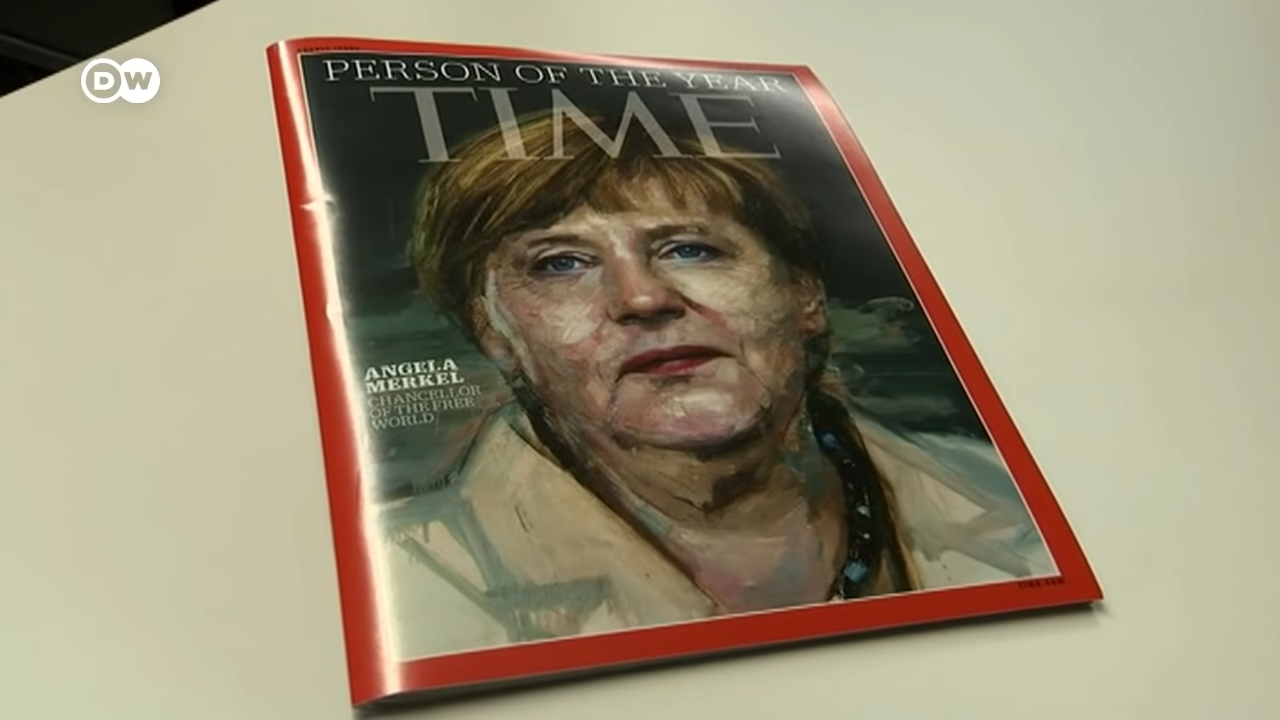 DW
PERSON OF THE YEAR
TIME
ANGELA
MERKEL
CHANCELLOR
OF THE FREE
WORLD